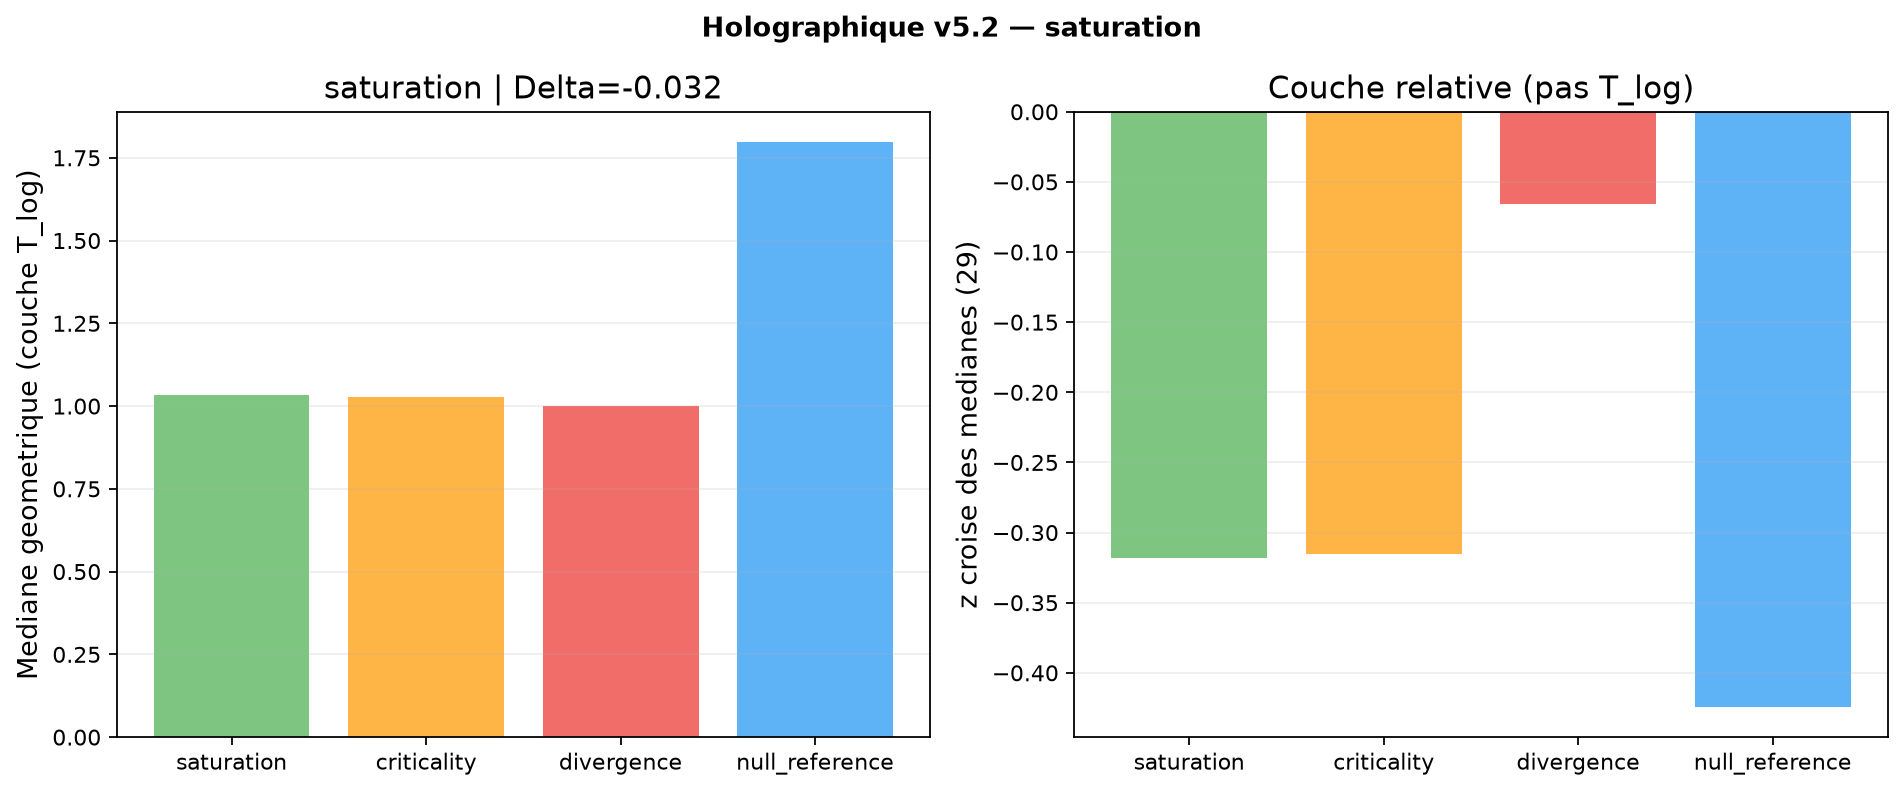 Holographique v5.2 — saturation
saturation | Delta=-0.032
Mediane geometrique (couche T_log)
1.75
1.50
1.25
1.00
0.75
0.50
0.25
0.00
saturation
criticality
divergence
null_reference
Couche relative (pas T_log)
z croise des medianes (29)
0.00
−0.05
−0.10
−0.15
−0.20
−0.25
−0.30
−0.35
−0.40
saturation
criticality
divergence
null_reference